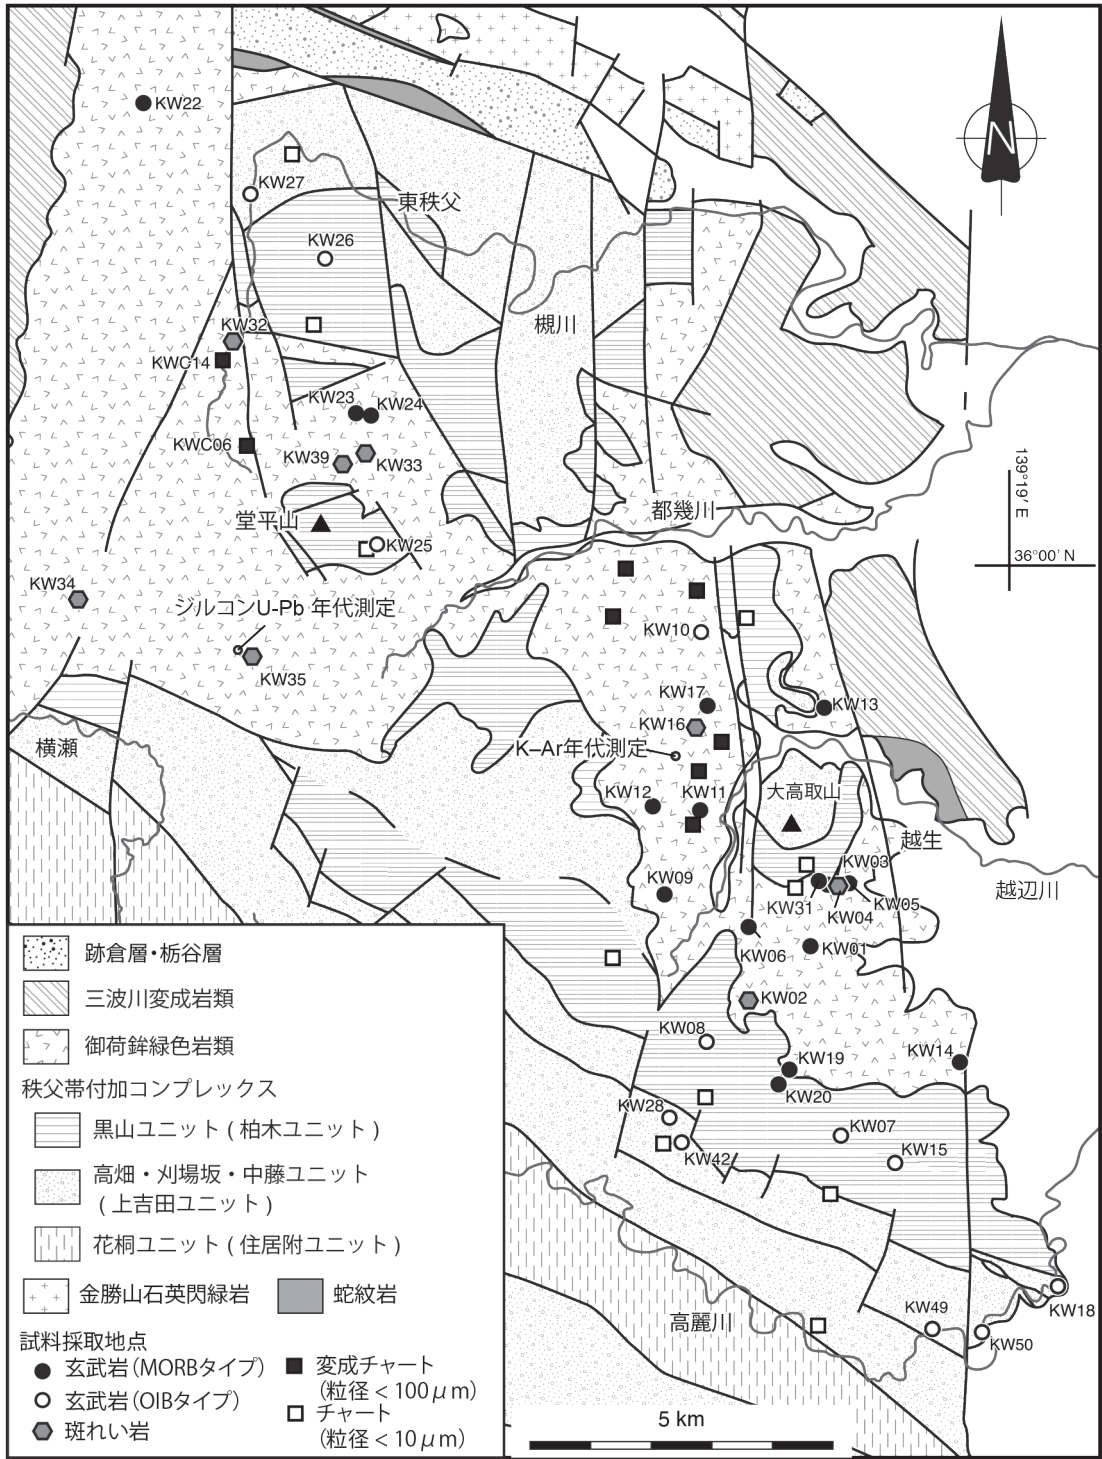 KW22
N
KW27
東秩父
KW26
槻川
KW32
KWC14
KW23
KW24
KWC06
KW39
KW33
139°19′ E
堂平山
都幾川
KW25
36°00′ N
KW34
ジルコンU-Pb 年代測定
KW10
KW35
KW17
KW13
KW16
横瀬
K–Ar年代測定
KW12
KW11
大高取山
越生
KW03
KW09
越辺川
KW31
KW05
KW04
KW06
KW01
KW02
KW08
KW14
KW19
KW20
KW28
KW07
KW15
KW42
KW18
KW49
高麗川
KW50
跡倉層・栃谷層
三波川変成岩類
御荷鉾緑色岩類
秩父帯付加コンプレックス
黒山ユニット ( 柏木ユニット )
高畑・刈場坂・中藤ユニット
( 上吉田ユニット )
花桐ユニット ( 住居附ユニット )
金勝山石英閃緑岩
蛇紋岩
試料採取地点
玄武岩（MORBタイプ）
玄武岩（OIBタイプ）
斑れい岩
変成チャート
（粒径 < 100μm）
チャート
（粒径 < 10μm）
5 km